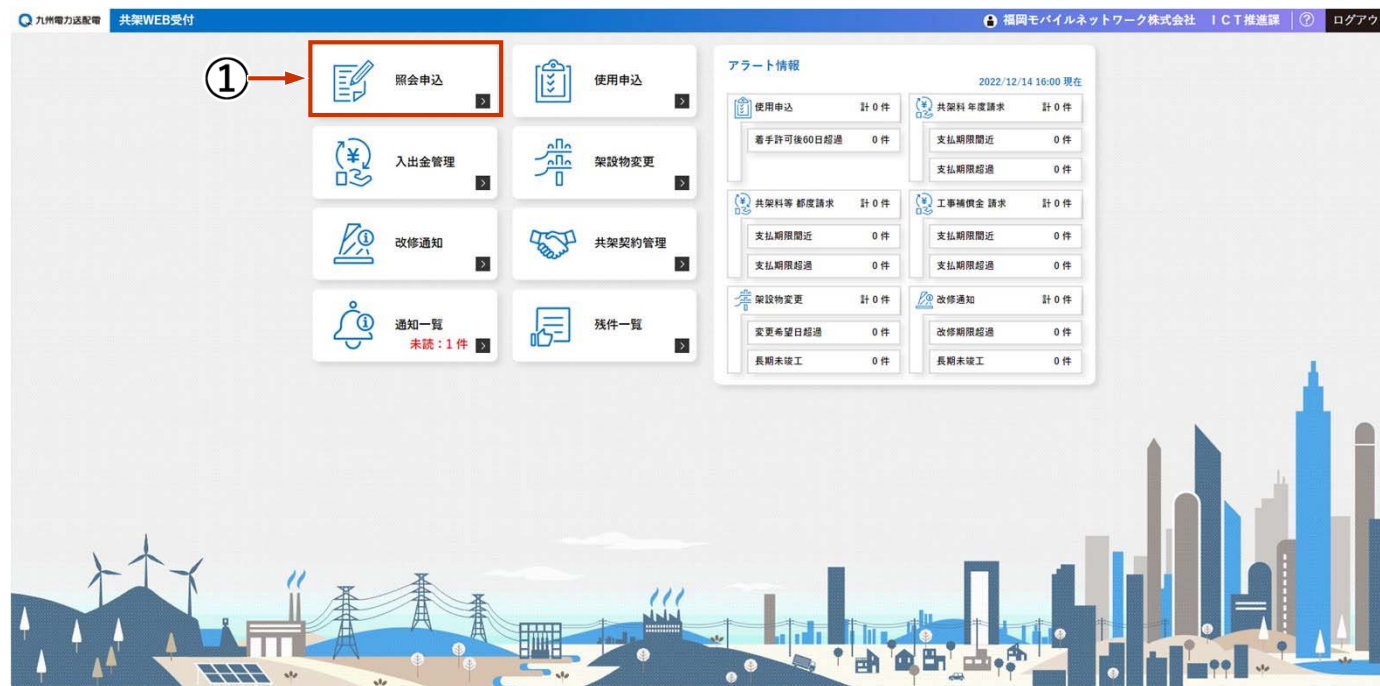 九州電力送配電 共架WEB受付 福岡モバイルネットワーク株式会社 ICT推進課 ? ログアウ
①
照会申込
使用申込
入出金管理
架設物変更
改修通知
共架契約管理
通知一覧
未読：1 件
残件一覧
アラート情報
2022/12/14 16:00 現在
使用申込 計 0 件
着手許可後60日超過 0 件
共架料 年度請求 計 0 件
支払期限間近 0 件
支払期限超過 0 件
共架料等 都度請求 計 0 件
支払期限間近 0 件
支払期限超過 0 件
工事補償金 請求 計 0 件
支払期限間近 0 件
支払期限超過 0 件
架設物変更 計 0 件
変更希望日超過 0 件
長期未竣工 0 件
改修通知 計 0 件
改修期限超過 0 件
長期未竣工 0 件